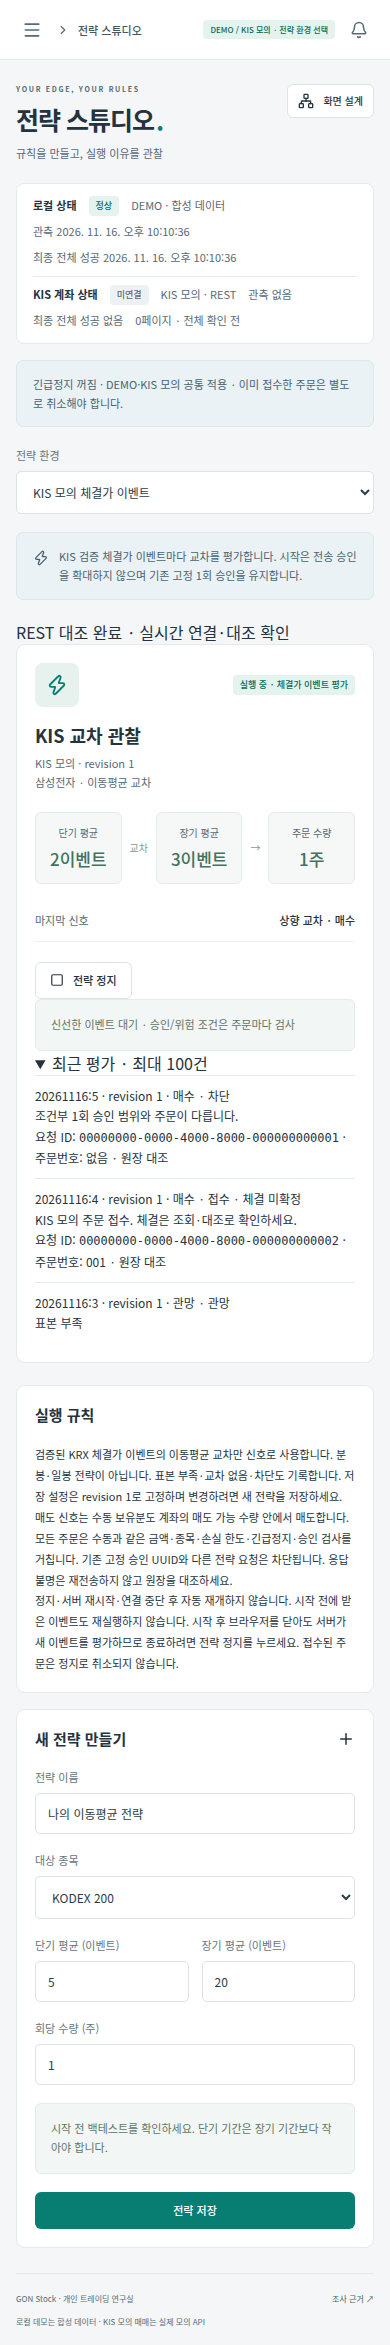 전략 스튜디오
DEMO / KIS 모의 · 전략 환경 선택
YOUR EDGE, YOUR RULES
전략 스튜디오.
화면 설계
규칙을 만들고, 실행 이유를 관찰
로컬 상태 정상 DEMO · 합성 데이터
관측 2026. 11. 16. 오후 10:10:36
최종 전체 성공 2026. 11. 16. 오후 10:10:36
KIS 계좌 상태 미연결 KIS 모의 · REST 관측 없음
최종 전체 성공 없음 0페이지 · 전체 확인 전
긴급정지 꺼짐 · DEMO·KIS 모의 공통 적용 · 이미 접수한 주문은 별도
로 취소해야 합니다.
전략 환경
KIS 모의 체결가 이벤트
KIS 검증 체결가 이벤트마다 교차를 평가합니다. 시작은 전송 승인
을 확대하지 않으며 기존 고정 1회 승인을 유지합니다.
REST 대조 완료 · 실시간 연결·대조 확인
실행 중 · 체결가 이벤트 평가
KIS 교차 관찰
KIS 모의 · revision 1
삼성전자 · 이동평균 교차
단기 평균
2이벤트
교차
장기 평균
3이벤트
→
주문 수량
1주
마지막 신호
상향 교차 · 매수
전략 정지
신선한 이벤트 대기 · 승인/위험 조건은 주문마다 검사
▼ 최근 평가 · 최대 100건
20261116:5 · revision 1 · 매수 · 차단
조건부 1회 승인 범위와 주문이 다릅니다.
요청 ID: 00000000-0000-4000-8000-000000000001 ·
주문번호: 없음 · 원장 대조
20261116:4 · revision 1 · 매수 · 접수 · 체결 미확정
KIS 모의 주문 접수. 체결은 조회·대조로 확인하세요.
요청 ID: 00000000-0000-4000-8000-000000000002 ·
주문번호: 001 · 원장 대조
20261116:3 · revision 1 · 관망 · 관망
표본 부족
실행 규칙
검증된 KRX 체결가 이벤트의 이동평균 교차만 신호로 사용합니다. 분
봉·일봉 전략이 아닙니다. 표본 부족·교차 없음·차단도 기록합니다. 저
장 설정은 revision 1로 고정하며 변경하려면 새 전략을 저장하세요.
매도 신호는 수동 보유분도 계좌의 매도 가능 수량 안에서 매도합니다.
모든 주문은 수동과 같은 금액·종목·손실 한도·긴급정지·승인 검사를
거칩니다. 기존 고정 승인 UUID와 다른 전략 요청은 차단됩니다. 응답
불명은 재전송하지 않고 원장을 대조하세요.
정지·서버 재시작·연결 중단 후 자동 재개하지 않습니다. 시작 전에 받
은 이벤트도 재실행하지 않습니다. 시작 후 브라우저를 닫아도 서버가
새 이벤트를 평가하므로 종료하려면 전략 정지를 누르세요. 접수된 주
문은 정지로 취소되지 않습니다.
새 전략 만들기
전략 이름
나의 이동평균 전략
대상 종목
KODEX 200
단기 평균 (이벤트)
장기 평균 (이벤트)
5
20
회당 수량 (주)
1
시작 전 백테스트를 확인하세요. 단기 기간은 장기 기간보다 작
아야 합니다.
전략 저장
GON Stock · 개인 트레이딩 연구실
조사 근거 ↗
로컬 데모는 합성 데이터 · KIS 모의 매매는 실제 모의 API